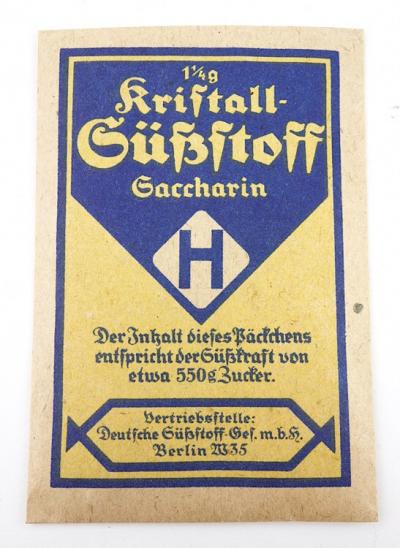 1¼g
Kriſtall-
Süßſtoff
Saccharin
H
Der Inhalt dieſes Päckchens
entſpricht der Süßkraft von
etwa 550g Zucker.
Vertriebsſtelle:
Deutſche Süßſtoff-Geſ. m. b. H.
Berlin W35